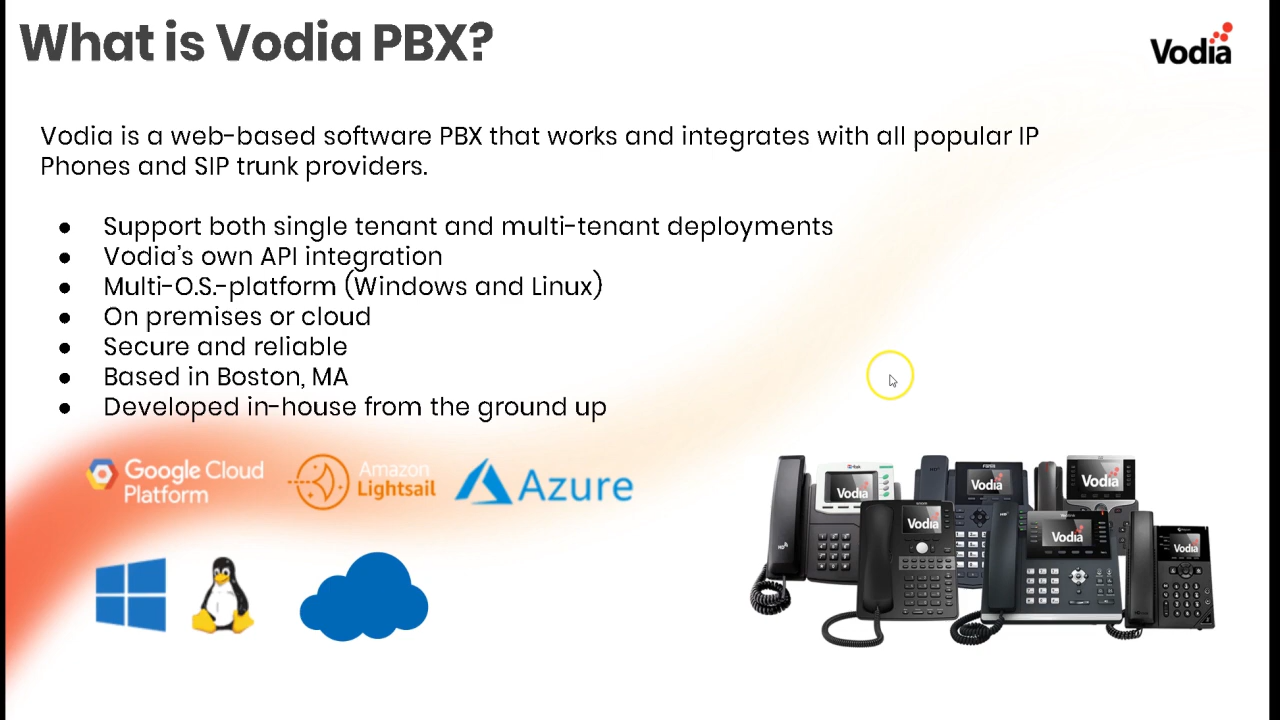 What is Vodia PBX?
Vodia
Vodia is a web-based software PBX that works and integrates with all popular IP
Phones and SIP trunk providers.
● Support both single tenant and multi-tenant deployments
● Vodia's own API integration
● Multi-O.S.-platform (Windows and Linux)
● On premises or cloud
● Secure and reliable
● Based in Boston, MA
● Developed in-house from the ground up
Google Cloud
Platform
Amazon
Lightsail
Azure
Vodia
Vodia
Vodia
Vodia
Vodia
Vodia